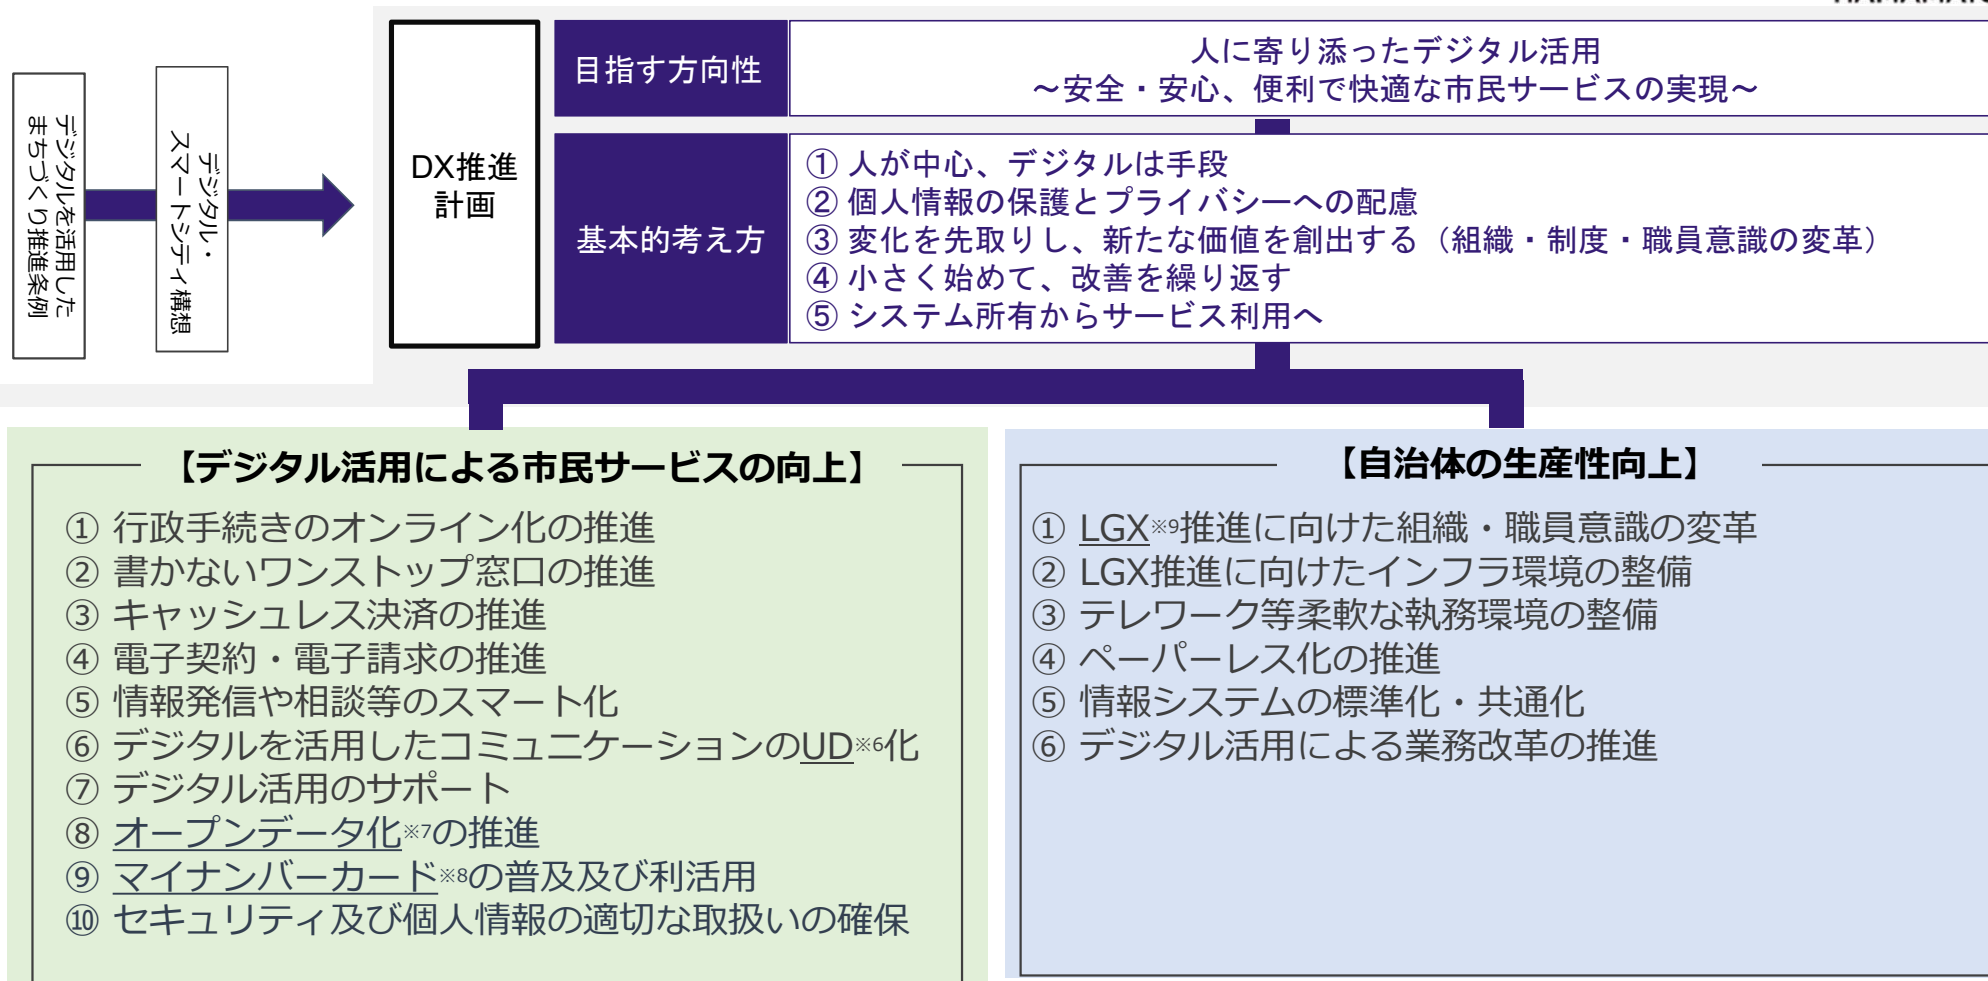 デジタルを活用した
まちづくり推進条例
デジタル・
スマートシティ構想
DX推進
計画
目指す方向性
人に寄り添ったデジタル活用
～安全・安心、便利で快適な市民サービスの実現～
基本的考え方
① 人が中心、デジタルは手段
② 個人情報の保護とプライバシーへの配慮
③ 変化を先取りし、新たな価値を創出する（組織・制度・職員意識の変革）
④ 小さく始めて、改善を繰り返す
⑤ システム所有からサービス利用へ
【デジタル活用による市民サービスの向上】
① 行政手続きのオンライン化の推進
② 書かないワンストップ窓口の推進
③ キャッシュレス決済の推進
④ 電子契約・電子請求の推進
⑤ 情報発信や相談等のスマート化
⑥ デジタルを活用したコミュニケーションのUD※6化
⑦ デジタル活用のサポート
⑧ オープンデータ化※7の推進
⑨ マイナンバーカード※8の普及及び利活用
⑩ セキュリティ及び個人情報の適切な取扱いの確保
【自治体の生産性向上】
① LGX※9推進に向けた組織・職員意識の変革
② LGX推進に向けたインフラ環境の整備
③ テレワーク等柔軟な執務環境の整備
④ ペーパーレス化の推進
⑤ 情報システムの標準化・共通化
⑥ デジタル活用による業務改革の推進